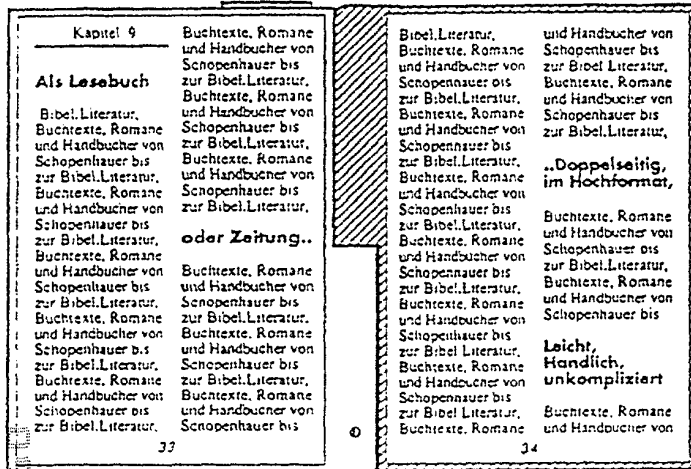 Kapitel 9
Als Lesebuch
Bibel.Literatur,
Buchtexte, Romane
und Handbucher von
Schopenhauer bis
zur Bibel.Literatur,
Buchtexte, Romane
und Handbucher von
Schopenhauer bis
zur Bibel.Literatur,
Buchtexte, Romane
und Handbucher von
Schopenhauer bis
zur Bibel.Literatur,
Buchtexte, Romane
und Handbucher von
Schopenhauer bis
zur Bibel.Literatur,
Buchtexte, Romane
und Handbucher von
Schopenhauer bis
zur Bibel.Literatur,
Buchtexte, Romane
und Handbucher von
Schopenhauer bis
zur Bibel.Literatur,
Buchtexte, Romane
und Handbucher von
Schopenhauer bis
zur Bibel.Literatur,
Buchtexte, Romane
und Handbucher von
Schopenhauer bis
zur Bibel.Literatur,
oder Zeitung..
Buchtexte, Romane
und Handbucher von
Schopenhauer bis
zur Bibel.Literatur,
Buchtexte, Romane
und Handbucher von
Schopenhauer bis
zur Bibel.Literatur,
Buchtexte, Romane
und Handbucher von
Schopenhauer bis
33
Bibel.Literatur,
Buchtexte, Romane
und Handbucher von
Schopenhauer bis
zur Bibel.Literatur,
Buchtexte, Romane
und Handbucher von
Schopenhauer bis
zur Bibel.Literatur,
Buchtexte, Romane
und Handbucher von
Schopenhauer bis
zur Bibel.Literatur,
Buchtexte, Romane
und Handbucher von
Schopenhauer bis
zur Bibel.Literatur,
Buchtexte, Romane
und Handbucher von
Schopenhauer bis
zur Bibel Literatur,
Buchtexte, Romane
und Handbucher von
Schopenhauer bis
zur Bibel Literatur,
Buchtexte, Romane
und Handbucher von
Schopenhauer bis
zur Bibel Literatur,
Buchtexte, Romane
und Handbucher von
Schopenhauer bis
zur Bibel.Literatur,
..Doppelseitig,
im Hochformat,
Buchtexte, Romane
und Handbucher von
Schopenhauer bis
zur Bibel.Literatur,
Buchtexte, Romane
und Handbucher von
Schopenhauer bis
Leicht,
Handlich,
unkompliziert
Buchtexte, Romane
und Handbucher von
34